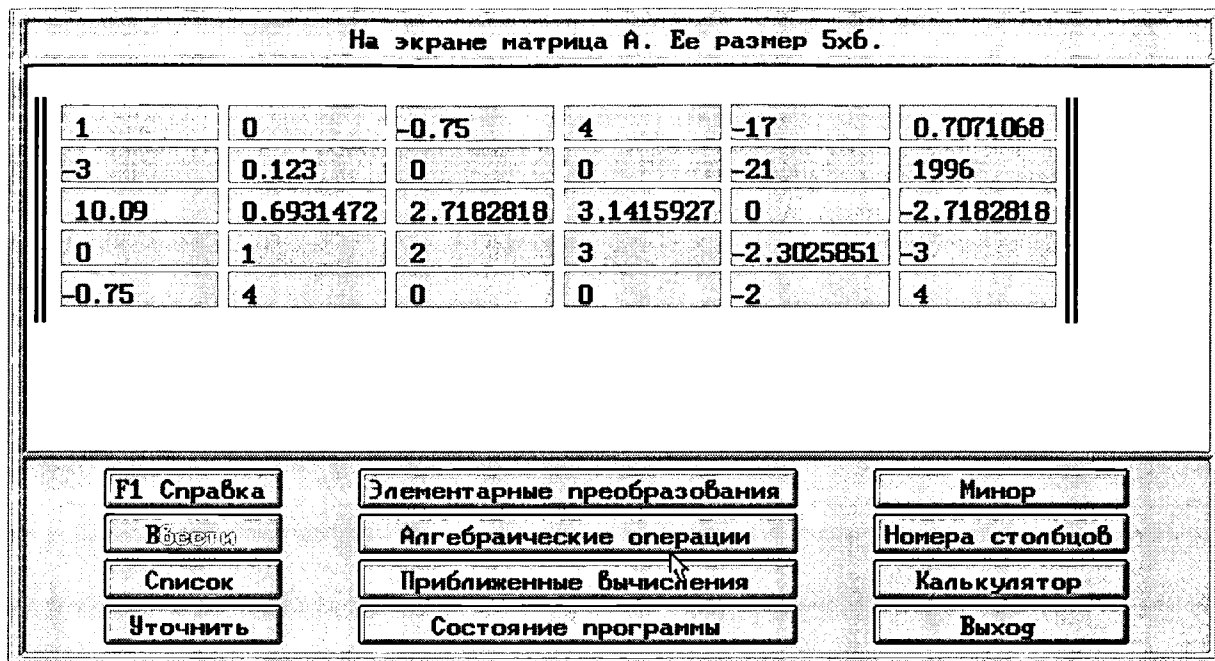 На экране матрица А. Ее размер 5х6.
1 0 -0.75 4 -17 0.7071068
-3 0.123 0 0 -21 1996
10.09 0.6931472 2.7182818 3.1415927 0 -2.7182818
0 1 2 3 -2.3025851 -3
-0.75 4 0 0 -2 4
F1 Справка Элементарные преобразования Минор
Ввести Алгебраические операции Номера столбцов
Список Приближенные вычисления Калькулятор
Уточнить Состояние программы Выход